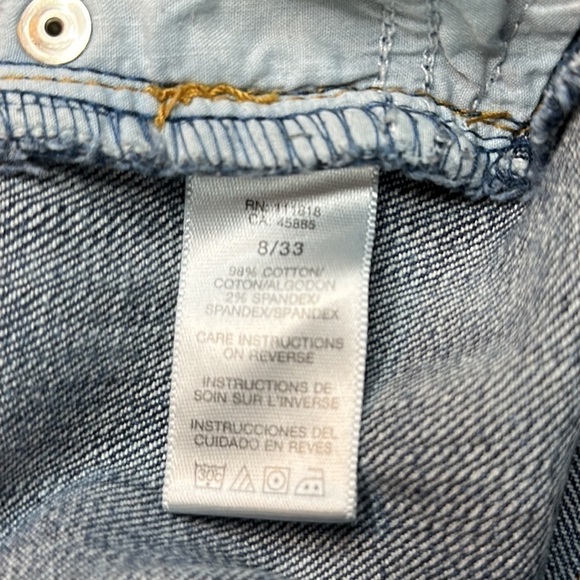 RN: 111818
CA: 45885
8/33
98% COTTON/
COTON/ALGODON
2% SPANDEX/
SPANDEX/SPANDEX
CARE INSTRUCTIONS
ON REVERSE
INSTRUCTIONS DE
SOIN SUR L'INVERSE
INSTRUCCIONES DEL
CUIDADO EN REVES